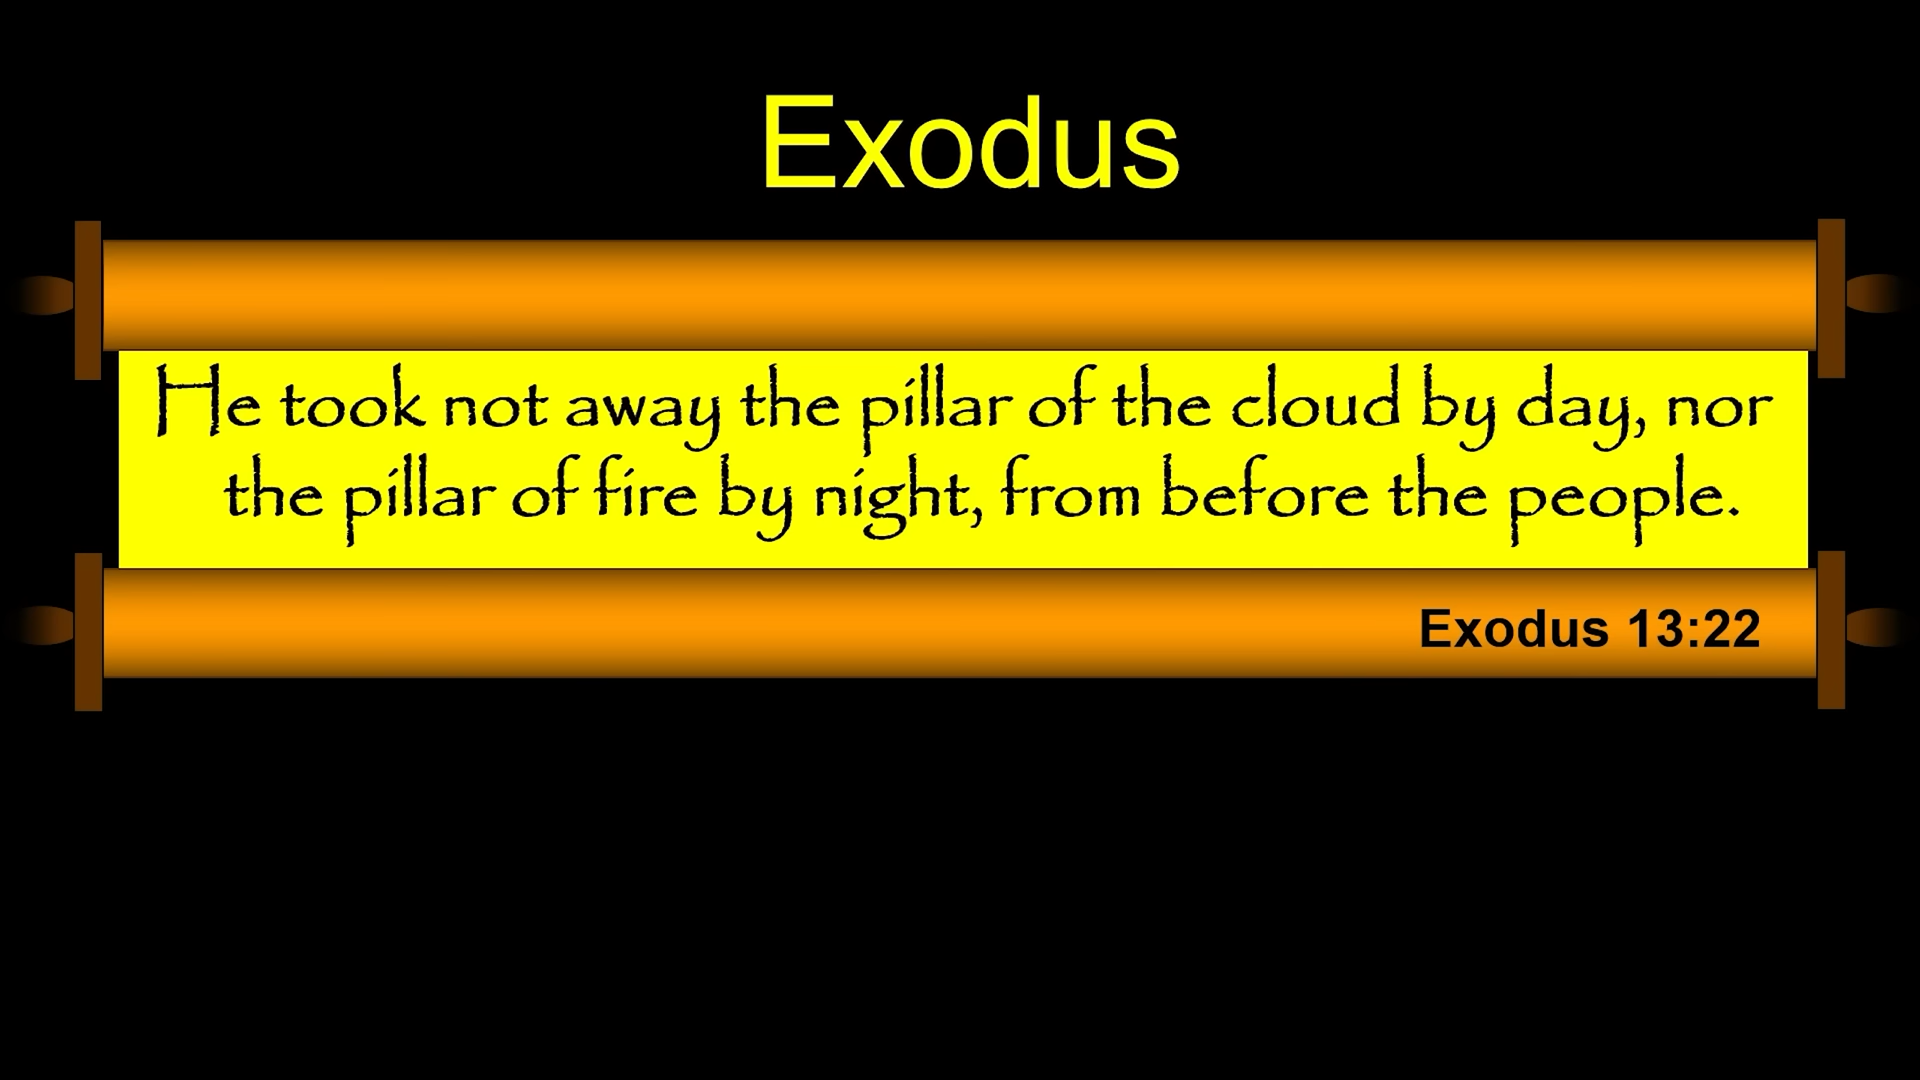 Exodus
He took not away the pillar of the cloud by day, nor
the pillar of fire by night, from before the people.
Exodus 13:22